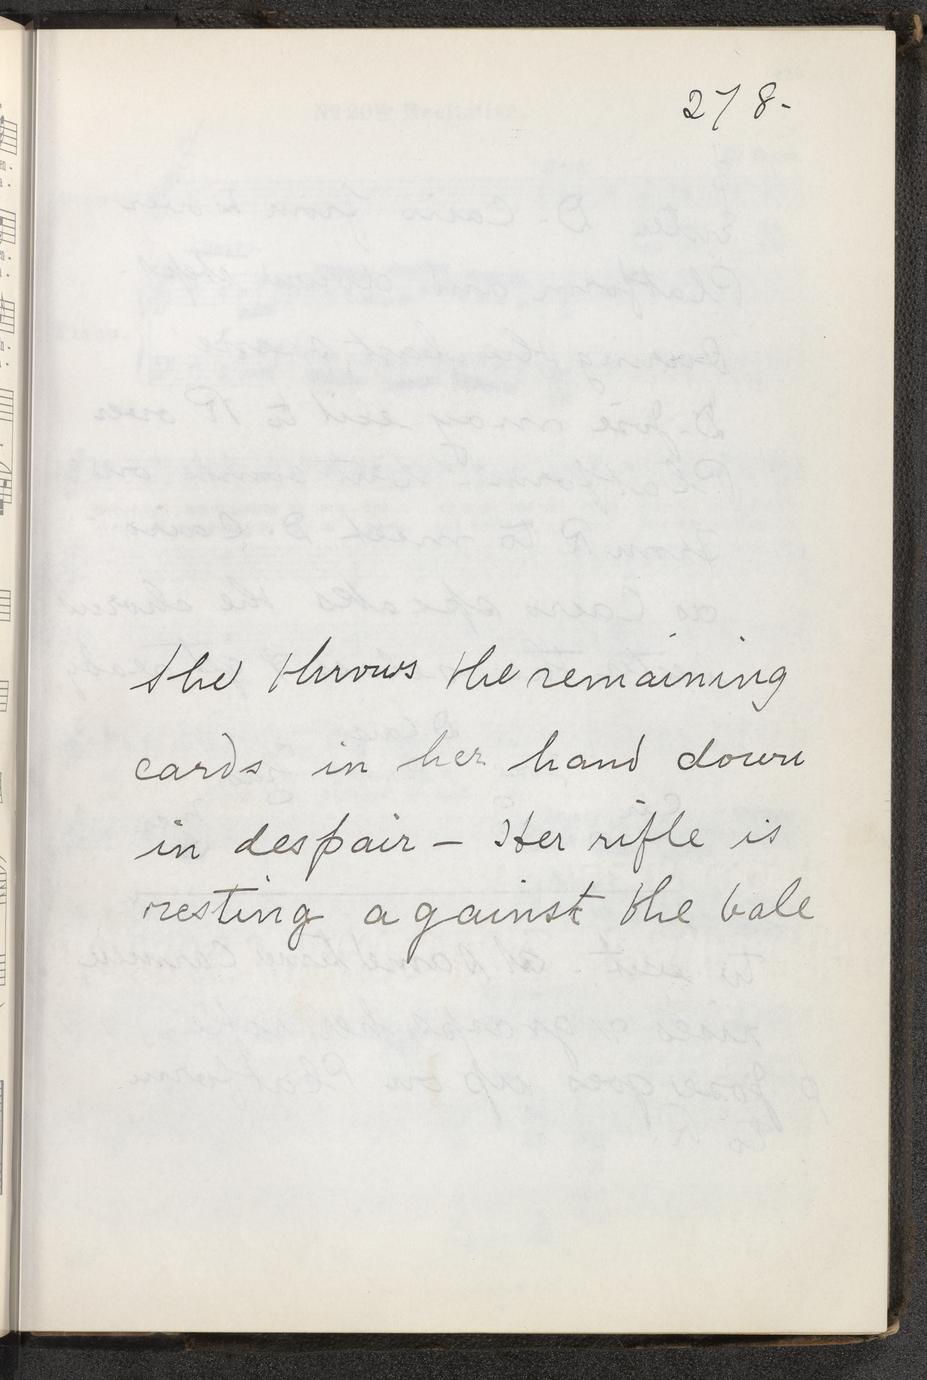 278.
She throws the remaining
cards in her hand down
in despair – Her rifle is
resting against the bale